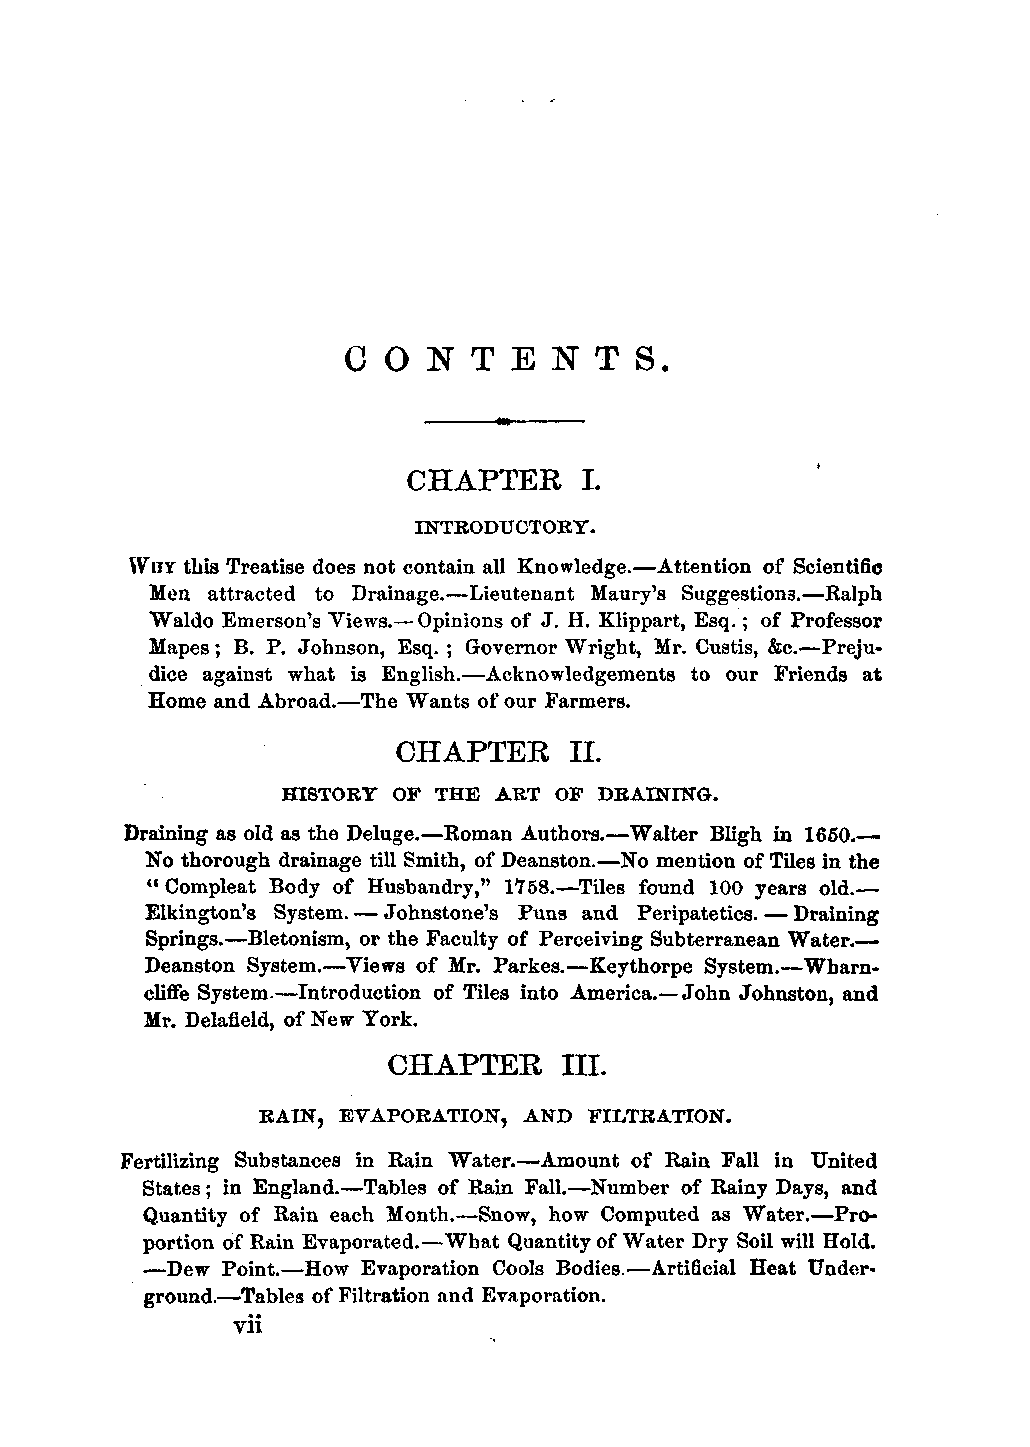 CONTENTS.
CHAPTER I.
INTRODUCTORY.
WHY this Treatise does not contain all Knowledge.—Attention of Scientific
Men attracted to Drainage.—Lieutenant Maury's Suggestions.—Ralph
Waldo Emerson's Views.—Opinions of J. H. Klippart, Esq.; of Professor
Mapes; B. P. Johnson, Esq.; Governor Wright, Mr. Custis, &c.—Preju-
dice against what is English.—Acknowledgements to our Friends at
Home and Abroad.—The Wants of our Farmers.
CHAPTER II.
HISTORY OF THE ART OF DRAINING.
Draining as old as the Deluge.—Roman Authors.—Walter Bligh in 1650.—
No thorough drainage till Smith, of Deanston.—No mention of Tiles in the
"Compleat Body of Husbandry," 1758.—Tiles found 100 years old.—
Elkington's System.—Johnstone's Puns and Peripatetics.—Draining
Springs.—Bletonism, or the Faculty of Perceiving Subterranean Water.—
Deanston System.—Views of Mr. Parkes.—Keythorpe System.—Wharn-
cliffe System.—Introduction of Tiles into America.—John Johnston, and
Mr. Delafield, of New York.
CHAPTER III.
RAIN, EVAPORATION, AND FILTRATION.
Fertilizing Substances in Rain Water.—Amount of Rain Fall in United
States; in England.—Tables of Rain Fall.—Number of Rainy Days, and
Quantity of Rain each Month.—Snow, how Computed as Water.—Pro-
portion of Rain Evaporated.—What Quantity of Water Dry Soil will Hold.
—Dew Point.—How Evaporation Cools Bodies.—Artificial Heat Under-
ground.—Tables of Filtration and Evaporation.
vii